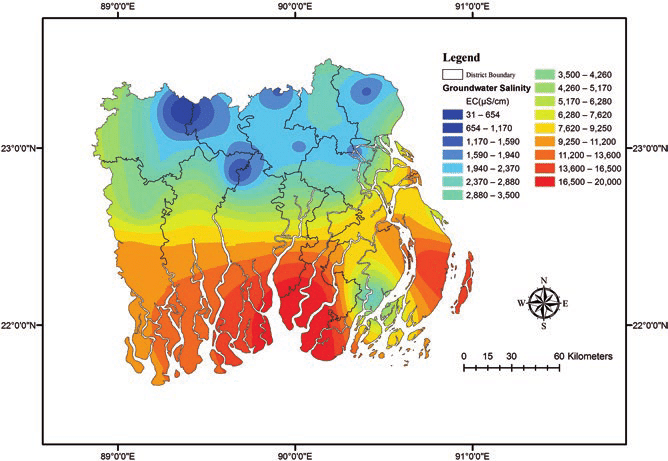 89°0'0"E 90°0'0"E 91°0'0"E
Legend
District Boundary
Groundwater Salinity
EC(µS/cm)
31 – 654
654 – 1,170
1,170 – 1,590
1,590 – 1,940
1,940 – 2,370
2,370 – 2,880
2,880 – 3,500
3,500 – 4,260
4,260 – 5,170
5,170 – 6,280
6,280 – 7,620
7,620 – 9,250
9,250 – 11,200
11,200 – 13,600
13,600 – 16,500
16,500 – 20,000
23°0'0"N 23°0'0"N
N
W E
S
22°0'0"N 22°0'0"N
0 15 30 60 Kilometers
89°0'0"E 90°0'0"E 91°0'0"E